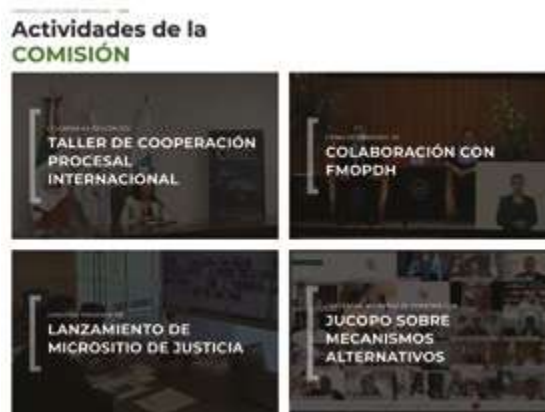 Actividades de la
COMISIÓN
TALLER DE COOPERACIÓN
PROCESAL
INTERNACIONAL
COLABORACIÓN CON
FMOPDH
LANZAMIENTO DE
MICROSITIO DE JUSTICIA
JUCOPO SOBRE
MECANISMOS
ALTERNATIVOS